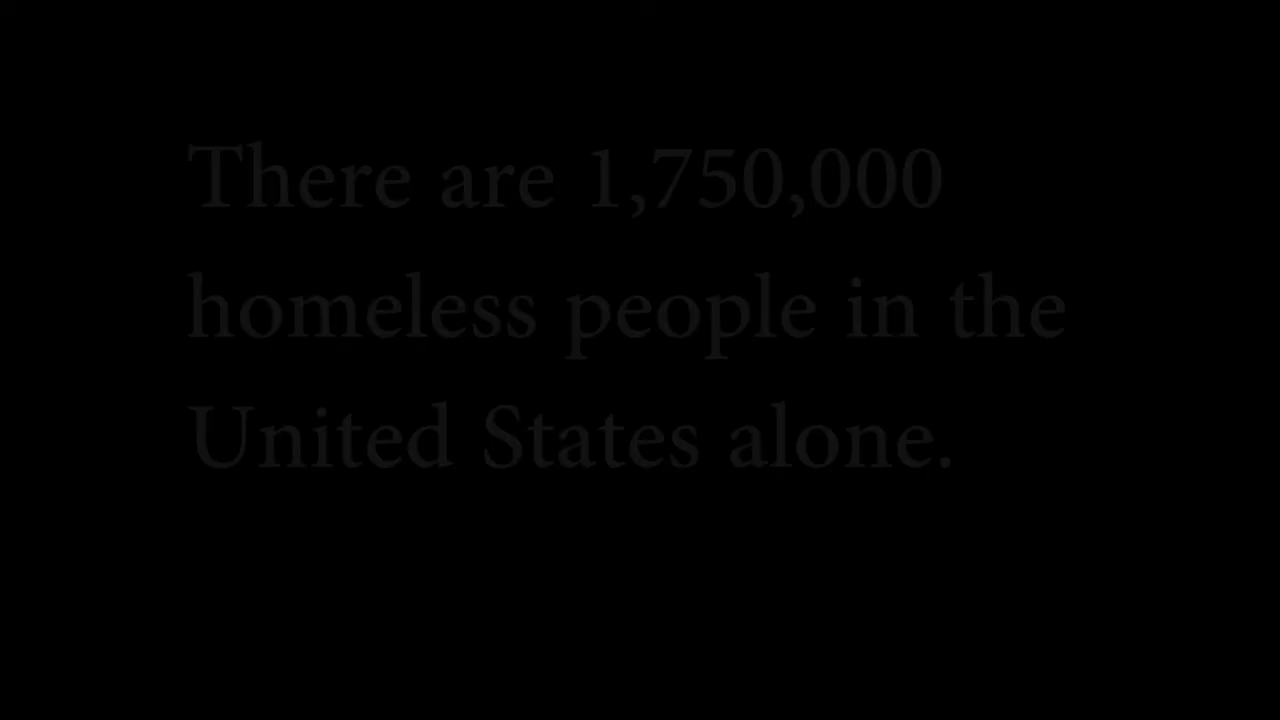 There are 1,750,000
homeless people in the
United States alone.